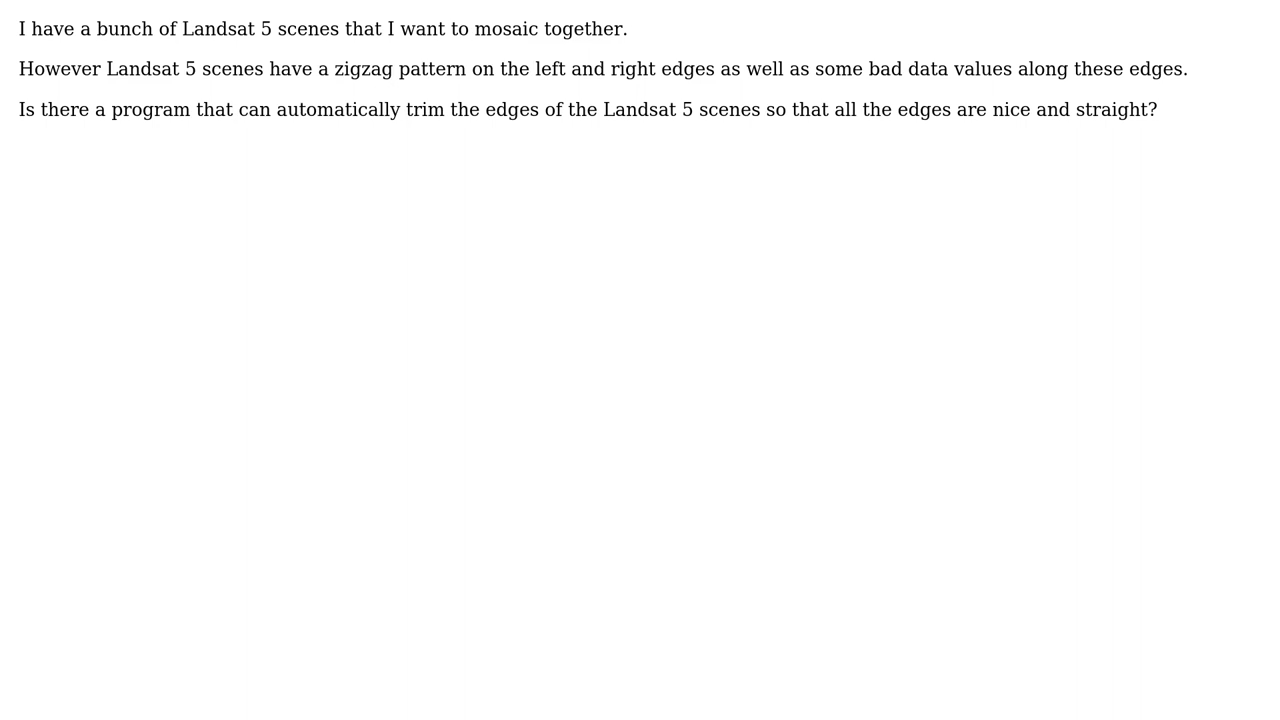 I have a bunch of Landsat 5 scenes that I want to mosaic together.
However Landsat 5 scenes have a zigzag pattern on the left and right edges as well as some bad data values along these edges.
Is there a program that can automatically trim the edges of the Landsat 5 scenes so that all the edges are nice and straight?